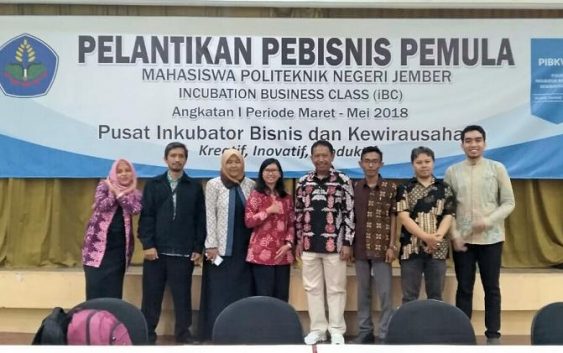 PELANTIKAN PEBISNIS PEMULA
MAHASISWA POLITEKNIK NEGERI JEMBER
INCUBATION BUSINESS CLASS (iBC)
Angkatan I Periode Maret - Mei 2018
Pusat Inkubator Bisnis dan Kewirausahaan
Kreatif, Inovatif,
PIBKW